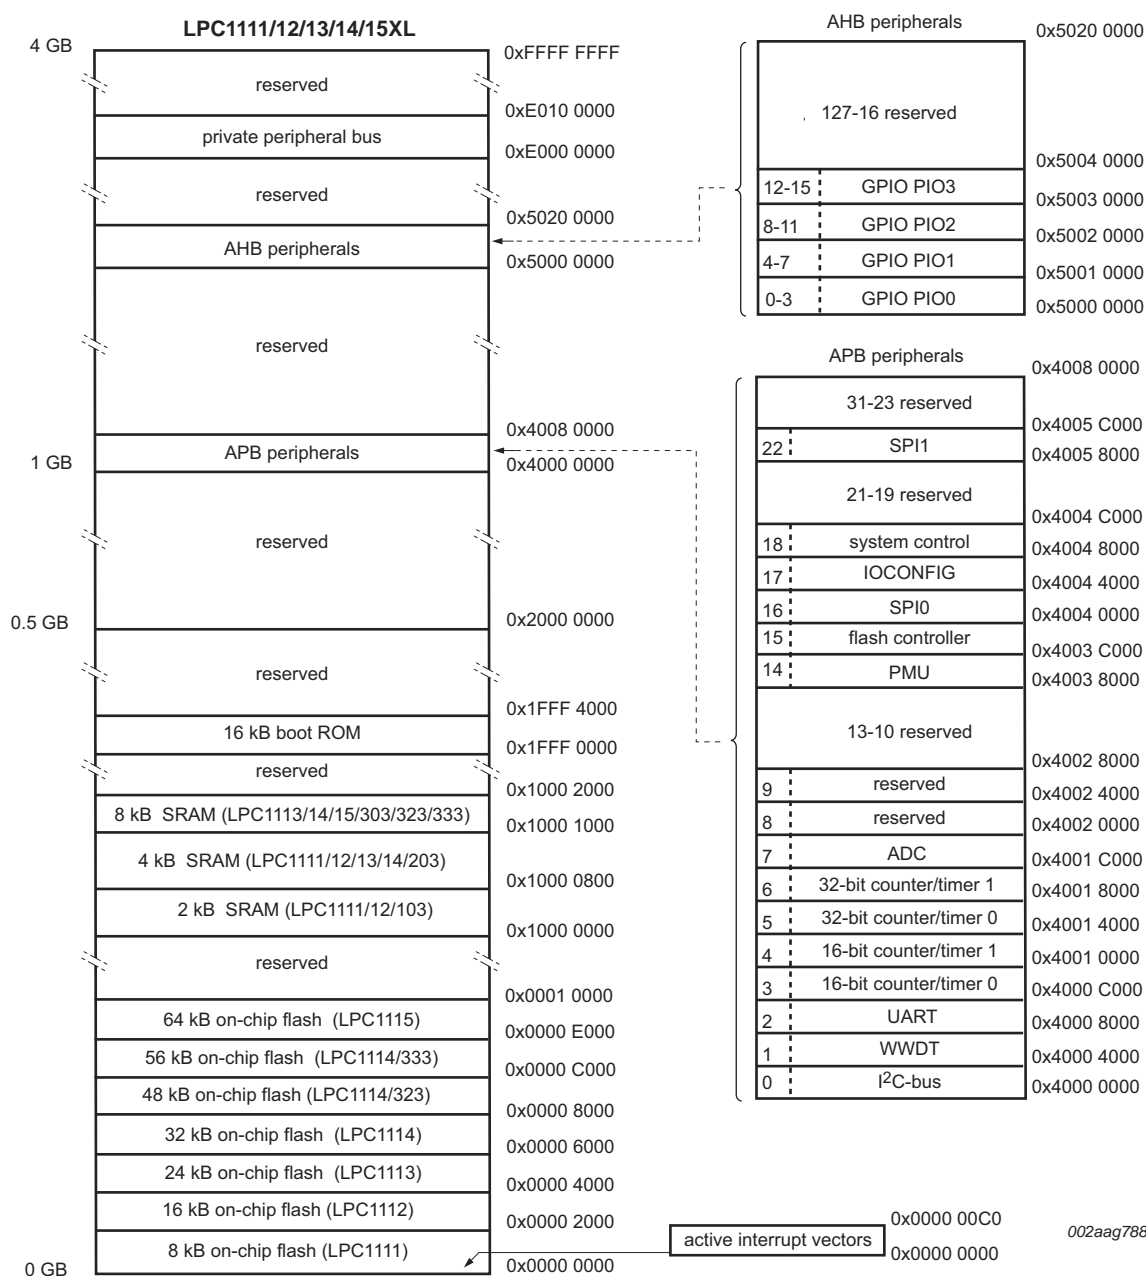 LPC1111/12/13/14/15XL
4 GB
0xFFFF FFFF
reserved
0xE010 0000
private peripheral bus
0xE000 0000
reserved
0x5020 0000
AHB peripherals
0x5000 0000
reserved
0x4008 0000
APB peripherals
1 GB
0x4000 0000
reserved
0x2000 0000
0.5 GB
reserved
0x1FFF 4000
16 kB boot ROM
0x1FFF 0000
reserved
0x1000 2000
8 kB SRAM (LPC1113/14/15/303/323/333)
0x1000 1000
4 kB SRAM (LPC1111/12/13/14/203)
0x1000 0800
2 kB SRAM (LPC1111/12/103)
0x1000 0000
reserved
0x0001 0000
64 kB on-chip flash (LPC1115)
0x0000 E000
56 kB on-chip flash (LPC1114/333)
0x0000 C000
48 kB on-chip flash (LPC1114/323)
0x0000 8000
32 kB on-chip flash (LPC1114)
0x0000 6000
24 kB on-chip flash (LPC1113)
0x0000 4000
16 kB on-chip flash (LPC1112)
0x0000 2000
8 kB on-chip flash (LPC1111)
0x0000 0000
0 GB
AHB peripherals
0x5020 0000
127-16 reserved
0x5004 0000
12-15 GPIO PIO3
0x5003 0000
8-11 GPIO PIO2
0x5002 0000
4-7 GPIO PIO1
0x5001 0000
0-3 GPIO PIO0
0x5000 0000
APB peripherals
0x4008 0000
31-23 reserved
0x4005 C000
22 SPI1
0x4005 8000
21-19 reserved
0x4004 C000
18 system control
0x4004 8000
17 IOCONFIG
0x4004 4000
16 SPI0
0x4004 0000
15 flash controller
0x4003 C000
14 PMU
0x4003 8000
13-10 reserved
0x4002 8000
9 reserved
0x4002 4000
8 reserved
0x4002 0000
7 ADC
0x4001 C000
6 32-bit counter/timer 1
0x4001 8000
5 32-bit counter/timer 0
0x4001 4000
4 16-bit counter/timer 1
0x4001 0000
3 16-bit counter/timer 0
0x4000 C000
2 UART
0x4000 8000
1 WWDT
0x4000 4000
0 I2C-bus
0x4000 0000
0x0000 00C0
active interrupt vectors
0x0000 0000
002aag788